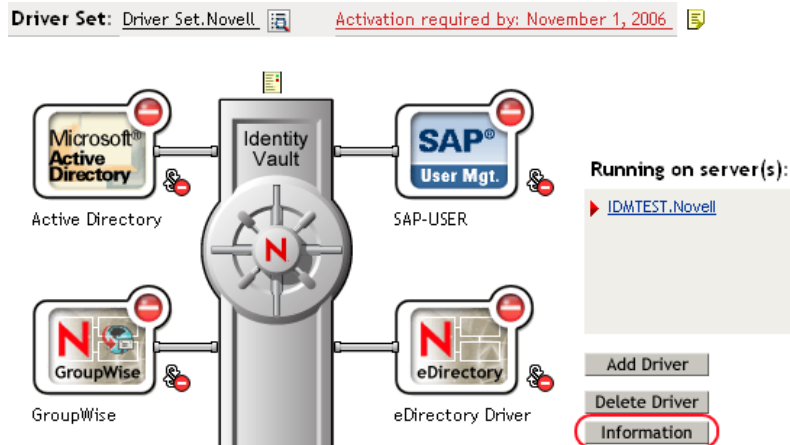 Driver Set: Driver Set.Novell Activation required by: November 1, 2006
Microsoft®
Active
Directory
Active Directory
Identity
Vault
N
SAP®
User Mgt.
SAP-USER
Running on server(s):
IDMTEST.Novell
N
GroupWise
GroupWise
N
eDirectory
eDirectory Driver
Add Driver
Delete Driver
Information